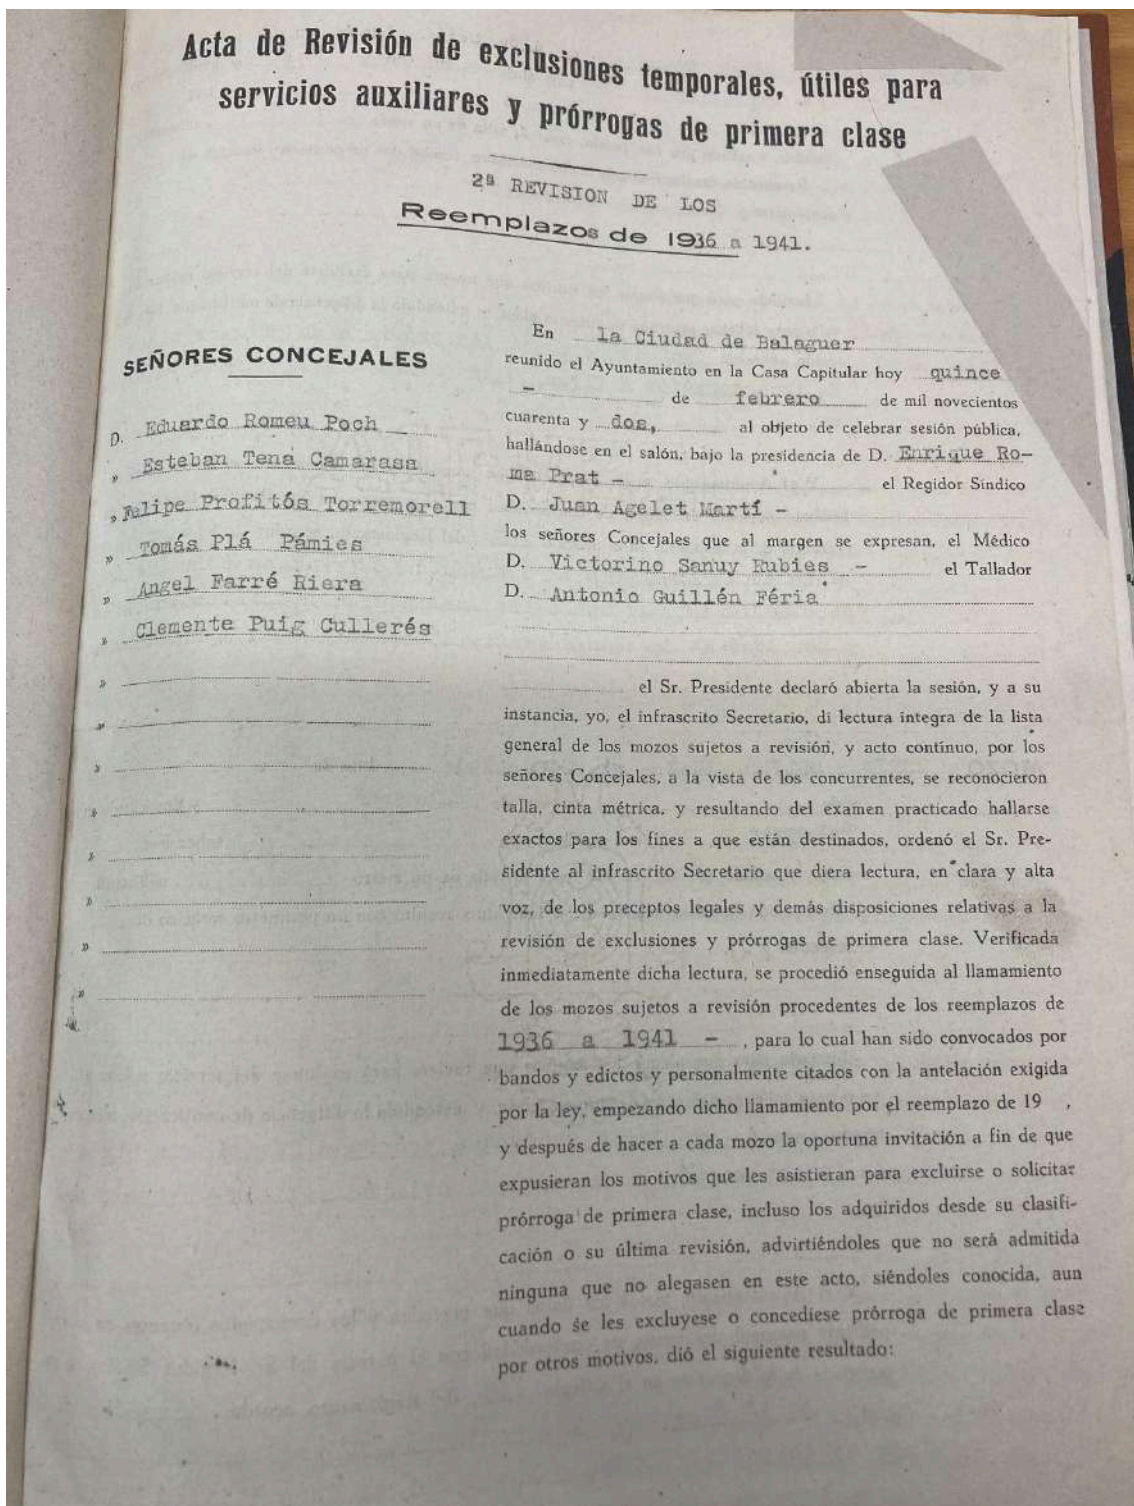 Acta de Revisión de exclusiones temporales, útiles para
servicios auxiliares y prórrogas de primera clase
2ª REVISION DE LOS
Reemplazos de 1936 a 1941.
SEÑORES CONCEJALES
D. Eduardo Romeu Poch
» Esteban Tena Camarasa
» Felipe Profitós Torremorell
» Tomás Plá Pámies
» Angel Farré Riera
» Clemente Puig Cullerés
»
»
»
»
»
»
»
»
En la Ciudad de Balaguer
reunido el Ayuntamiento en la Casa Capitular hoy quince
- de febrero de mil novecientos
cuarenta y dos, al objeto de celebrar sesión pública,
hallándose en el salón, bajo la presidencia de D. Enrique Ro-
ma Prat - el Regidor Síndico
D. Juan Agelet Martí -
los señores Concejales que al margen se expresan, el Médico
D. Victorino Sanuy Rubies - el Tallador
D. Antonio Guillén Féria
el Sr. Presidente declaró abierta la sesión, y a su
instancia, yo, el infrascrito Secretario, di lectura íntegra de la lista
general de los mozos sujetos a revisión, y acto continuo, por los
señores Concejales, a la vista de los concurrentes, se reconocieron
talla, cinta métrica, y resultando del examen practicado hallarse
exactos para los fines a que están destinados, ordenó el Sr. Pre-
sidente al infrascrito Secretario que diera lectura, en clara y alta
voz, de los preceptos legales y demás disposiciones relativas a la
revisión de exclusiones y prórrogas de primera clase. Verificada
inmediatamente dicha lectura, se procedió enseguida al llamamiento
de los mozos sujetos a revisión procedentes de los reemplazos de
1936 a 1941 - , para lo cual han sido convocados por
bandos y edictos y personalmente citados con la antelación exigida
por la ley, empezando dicho llamamiento por el reemplazo de 19 ,
y después de hacer a cada mozo la oportuna invitación a fin de que
expusieran los motivos que les asistieran para excluirse o solicitar
prórroga de primera clase, incluso los adquiridos desde su clasifi-
cación o su última revisión, advirtiéndoles que no será admitida
ninguna que no alegasen en este acto, siéndoles conocida, aun
cuando se les excluyese o concediese prórroga de primera clase
por otros motivos, dió el siguiente resultado: